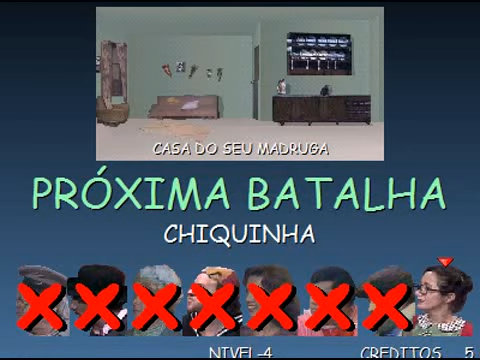 CASA DO SEU MADRUGA
PRÓXIMA BATALHA
CHIQUINHA
NIVEL-4
CREDITOS 5